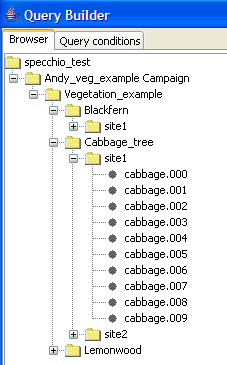 Query Builder
Browser Query conditions
specchio_test
Andy_veg_example Campaign
Vegetation_example
Blackfern
site1
Cabbage_tree
site1
cabbage.000
cabbage.001
cabbage.002
cabbage.003
cabbage.004
cabbage.005
cabbage.006
cabbage.007
cabbage.008
cabbage.009
site2
Lemonwood